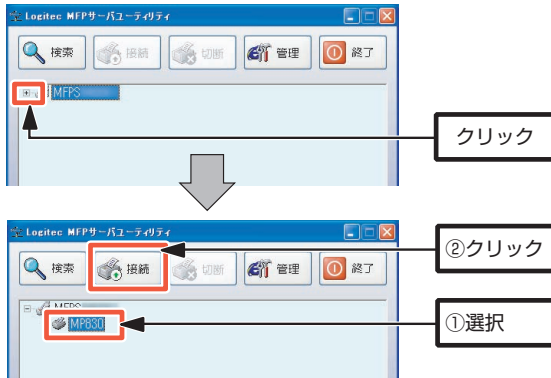 Logitec MFPサーバユーティリティ
検索 接続 切断 管理 終了
MFPS
クリック
Logitec MFPサーバユーティリティ
②クリック
検索 接続 切断 管理 終了
MFPS
MP830
①選択